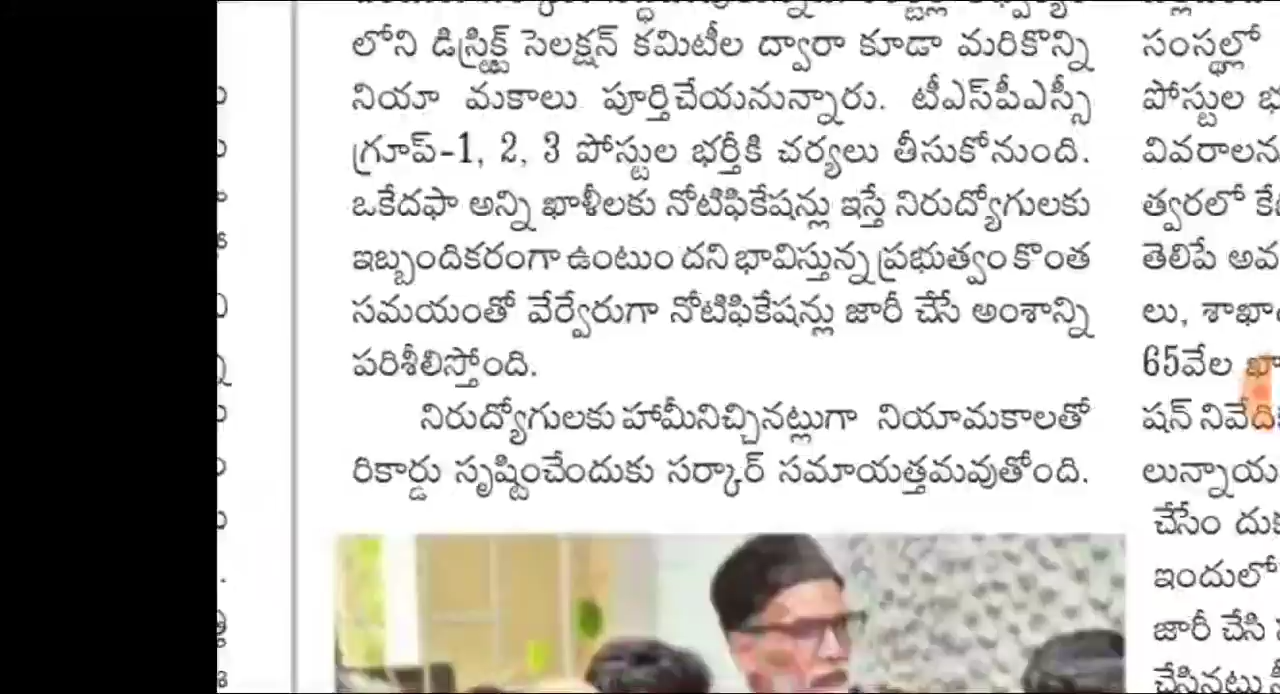 లోని డిస్ట్రిక్ట్ సెలక్షన్ కమిటీల ద్వారా కూడా మరికొన్ని
నియా మకాలు పూర్తిచేయనున్నారు. టీఎస్‌పీఎస్సీ
గ్రూప్-1, 2, 3 పోస్టుల భర్తీకి చర్యలు తీసుకోనుంది.
ఒకేదఫా అన్ని ఖాళీలకు నోటిఫికేషన్లు ఇస్తే నిరుద్యోగులకు
ఇబ్బందికరంగా ఉంటుం దని భావిస్తున్న ప్రభుత్వం కొంత
సమయంతో వేర్వేరుగా నోటిఫికేషన్లు జారీ చేసే అంశాన్ని
పరిశీలిస్తోంది.
నిరుద్యోగులకు హామీనిచ్చినట్లుగా నియామకాలతో
రికార్డు సృష్టించేందుకు సర్కార్ సమాయత్తమవుతోంది.
సంస్థల్లో
పోస్టుల
వివరాలన
త్వరలో
తెలిపే అవ
లు, శాఖా
65వేల
షన్ నివేది
లున్నాయ
చేసేం దుకు
ఇందులో
జారీ చేసి